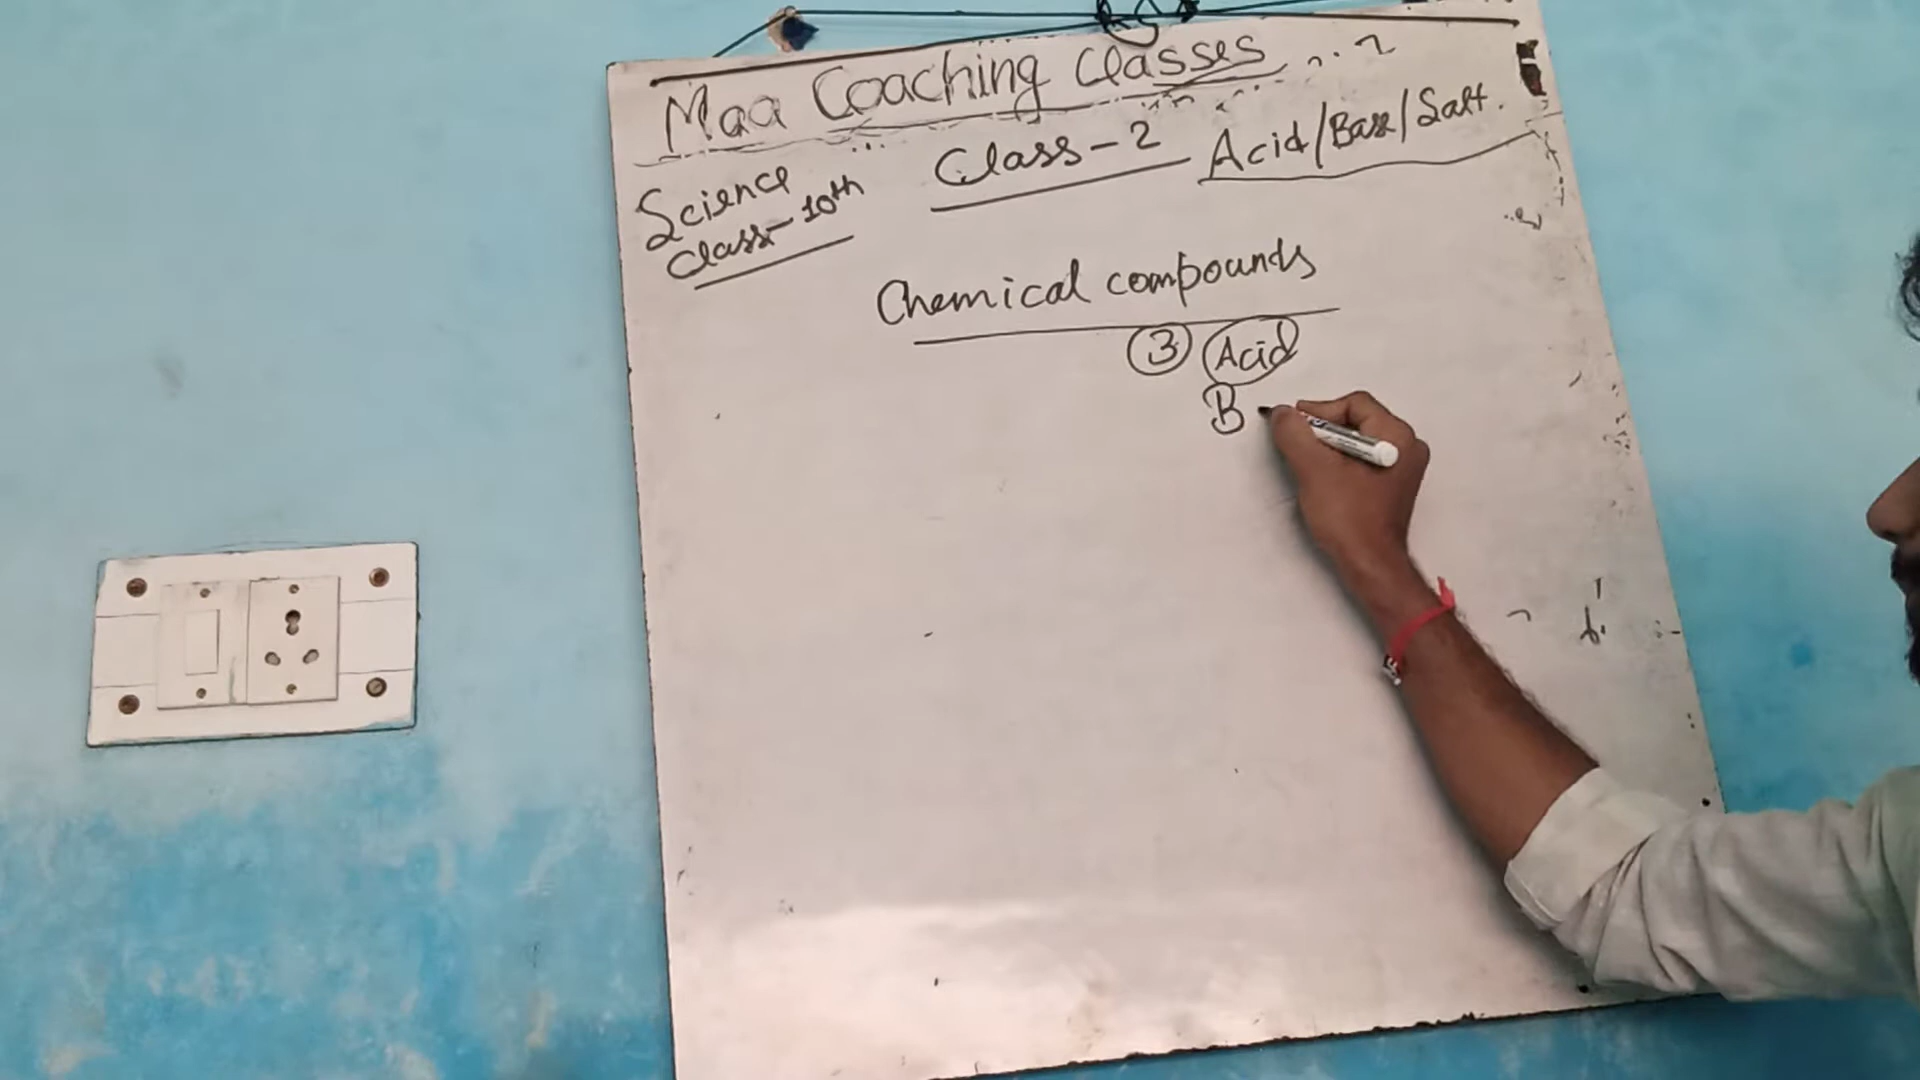 Maa Coaching Classes
Class-2 Acid/Base/Salt.
Science
Class-10th
Chemical compounds
3 Acid
B